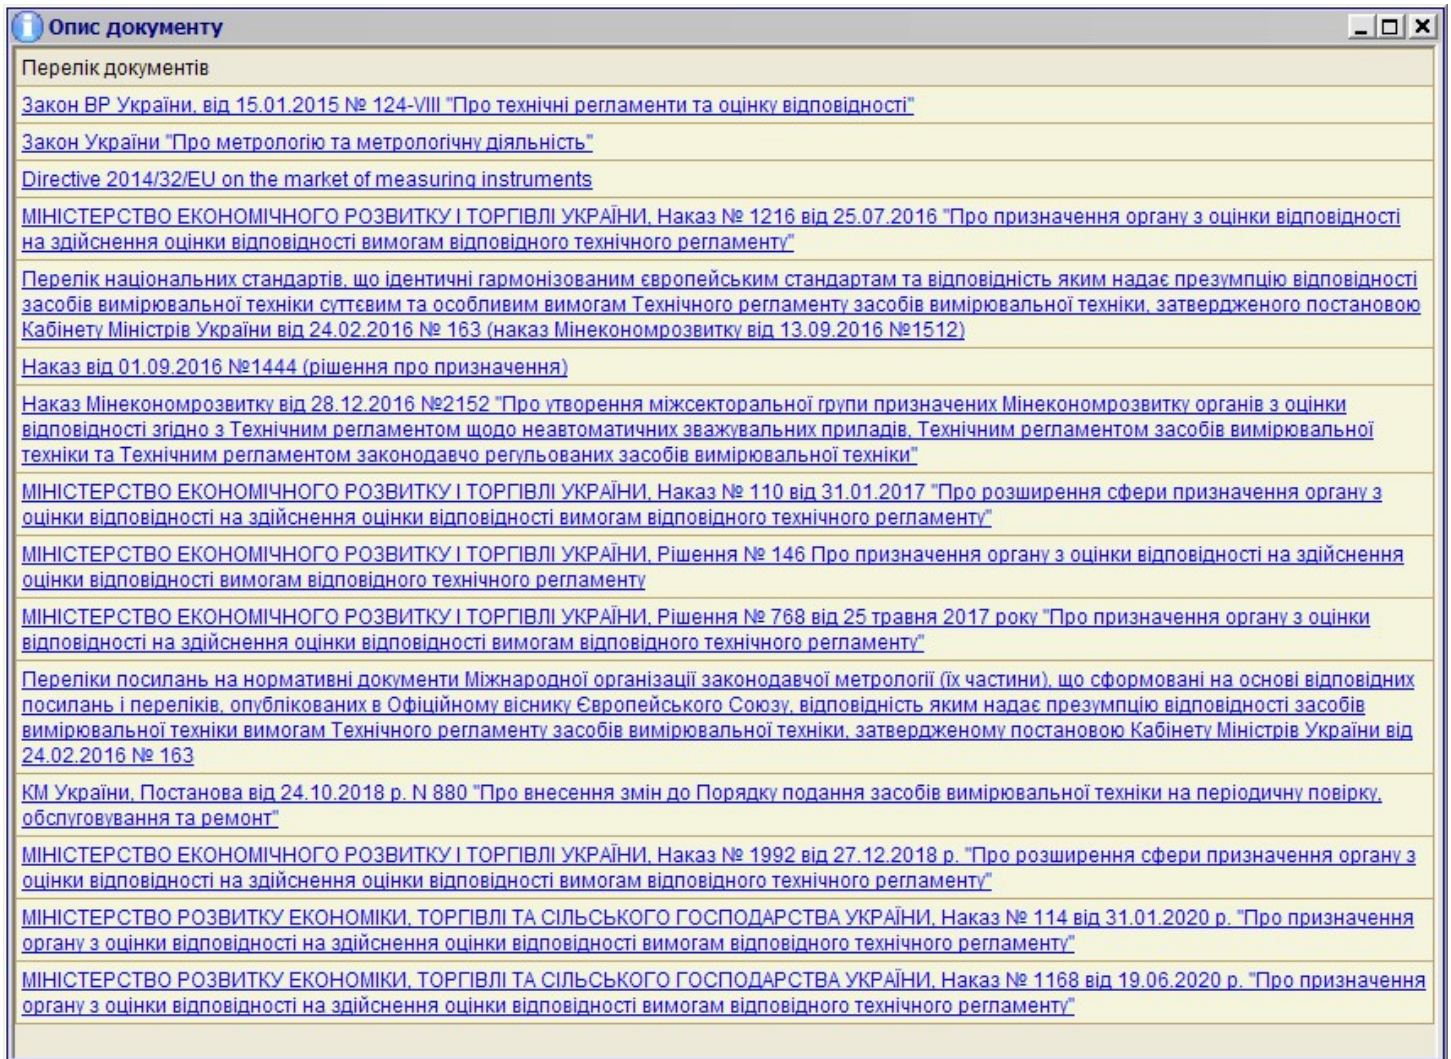 Опис документу
Перелік документів
Закон ВР України, від 15.01.2015 № 124-VIII "Про технічні регламенти та оцінку відповідності"
Закон України "Про метрологію та метрологічну діяльність"
Directive 2014/32/EU on the market of measuring instruments
МІНІСТЕРСТВО ЕКОНОМІЧНОГО РОЗВИТКУ І ТОРГІВЛІ УКРАЇНИ, Наказ № 1216 від 25.07.2016 "Про призначення органу з оцінки відповідності
на здійснення оцінки відповідності вимогам відповідного технічного регламенту"
Перелік національних стандартів, що ідентичні гармонізованим європейським стандартам та відповідність яким надає презумпцію відповідності
засобів вимірювальної техніки суттєвим та особливим вимогам Технічного регламенту засобів вимірювальної техніки, затвердженого постановою
Кабінету Міністрів України від 24.02.2016 № 163 (наказ Мінекономрозвитку від 13.09.2016 №1512)
Наказ від 01.09.2016 №1444 (рішення про призначення)
Наказ Мінекономрозвитку від 28.12.2016 №2152 "Про утворення міжсекторальної групи призначених Мінекономрозвитку органів з оцінки
відповідності згідно з Технічним регламентом щодо неавтоматичних зважувальних приладів, Технічним регламентом засобів вимірювальної
техніки та Технічним регламентом законодавчо регульованих засобів вимірювальної техніки"
МІНІСТЕРСТВО ЕКОНОМІЧНОГО РОЗВИТКУ І ТОРГІВЛІ УКРАЇНИ, Наказ № 110 від 31.01.2017 "Про розширення сфери призначення органу з
оцінки відповідності на здійснення оцінки відповідності вимогам відповідного технічного регламенту"
МІНІСТЕРСТВО ЕКОНОМІЧНОГО РОЗВИТКУ І ТОРГІВЛІ УКРАЇНИ, Рішення № 146 Про призначення органу з оцінки відповідності на здійснення
оцінки відповідності вимогам відповідного технічного регламенту
МІНІСТЕРСТВО ЕКОНОМІЧНОГО РОЗВИТКУ І ТОРГІВЛІ УКРАЇНИ, Рішення № 768 від 25 травня 2017 року "Про призначення органу з оцінки
відповідності на здійснення оцінки відповідності вимогам відповідного технічного регламенту"
Переліки посилань на нормативні документи Міжнародної організації законодавчої метрології (їх частини), що сформовані на основі відповідних
посилань і переліків, опублікованих в Офіційному віснику Європейського Союзу, відповідність яким надає презумпцію відповідності засобів
вимірювальної техніки вимогам Технічного регламенту засобів вимірювальної техніки, затвердженому постановою Кабінету Міністрів України від
24.02.2016 № 163
КМ України, Постанова від 24.10.2018 р. N 880 "Про внесення змін до Порядку подання засобів вимірювальної техніки на періодичну повірку,
обслуговування та ремонт"
МІНІСТЕРСТВО ЕКОНОМІЧНОГО РОЗВИТКУ І ТОРГІВЛІ УКРАЇНИ, Наказ № 1992 від 27.12.2018 р. "Про розширення сфери призначення органу з
оцінки відповідності на здійснення оцінки відповідності вимогам відповідного технічного регламенту"
МІНІСТЕРСТВО РОЗВИТКУ ЕКОНОМІКИ, ТОРГІВЛІ ТА СІЛЬСЬКОГО ГОСПОДАРСТВА УКРАЇНИ, Наказ № 114 від 31.01.2020 р. "Про призначення
органу з оцінки відповідності на здійснення оцінки відповідності вимогам відповідного технічного регламенту"
МІНІСТЕРСТВО РОЗВИТКУ ЕКОНОМІКИ, ТОРГІВЛІ ТА СІЛЬСЬКОГО ГОСПОДАРСТВА УКРАЇНИ, Наказ № 1168 від 19.06.2020 р. "Про призначення
органу з оцінки відповідності на здійснення оцінки відповідності вимогам відповідного технічного регламенту"